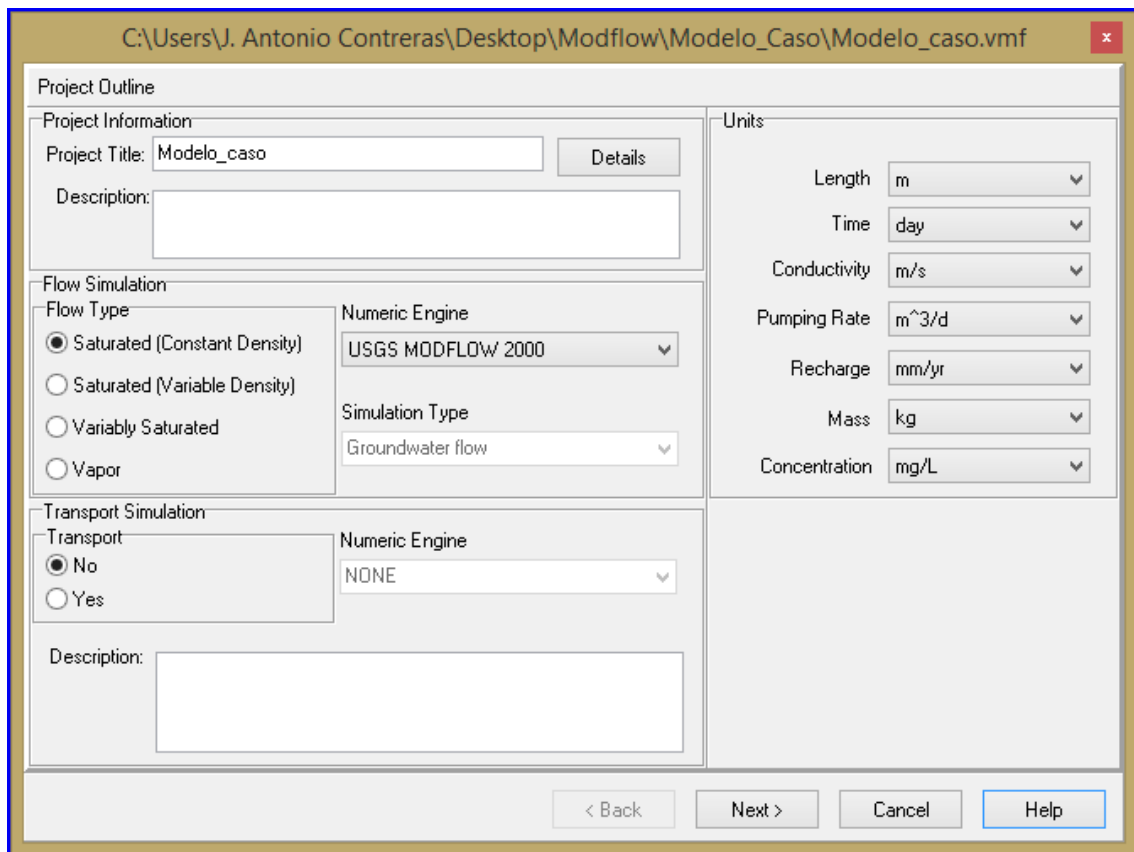 C:\Users\J. Antonio Contreras\Desktop\Modflow\Modelo_Caso\Modelo_caso.vmf
x
Project Outline
Project Information
Project Title: Modelo_caso
Details
Description:
Flow Simulation
Flow Type
Saturated (Constant Density)
Saturated (Variable Density)
Variably Saturated
Vapor
Numeric Engine
USGS MODFLOW 2000
Simulation Type
Groundwater flow
Transport Simulation
Transport
No
Yes
Numeric Engine
NONE
Description:
Units
Length m
Time day
Conductivity m/s
Pumping Rate m^3/d
Recharge mm/yr
Mass kg
Concentration mg/L
< Back Next > Cancel Help